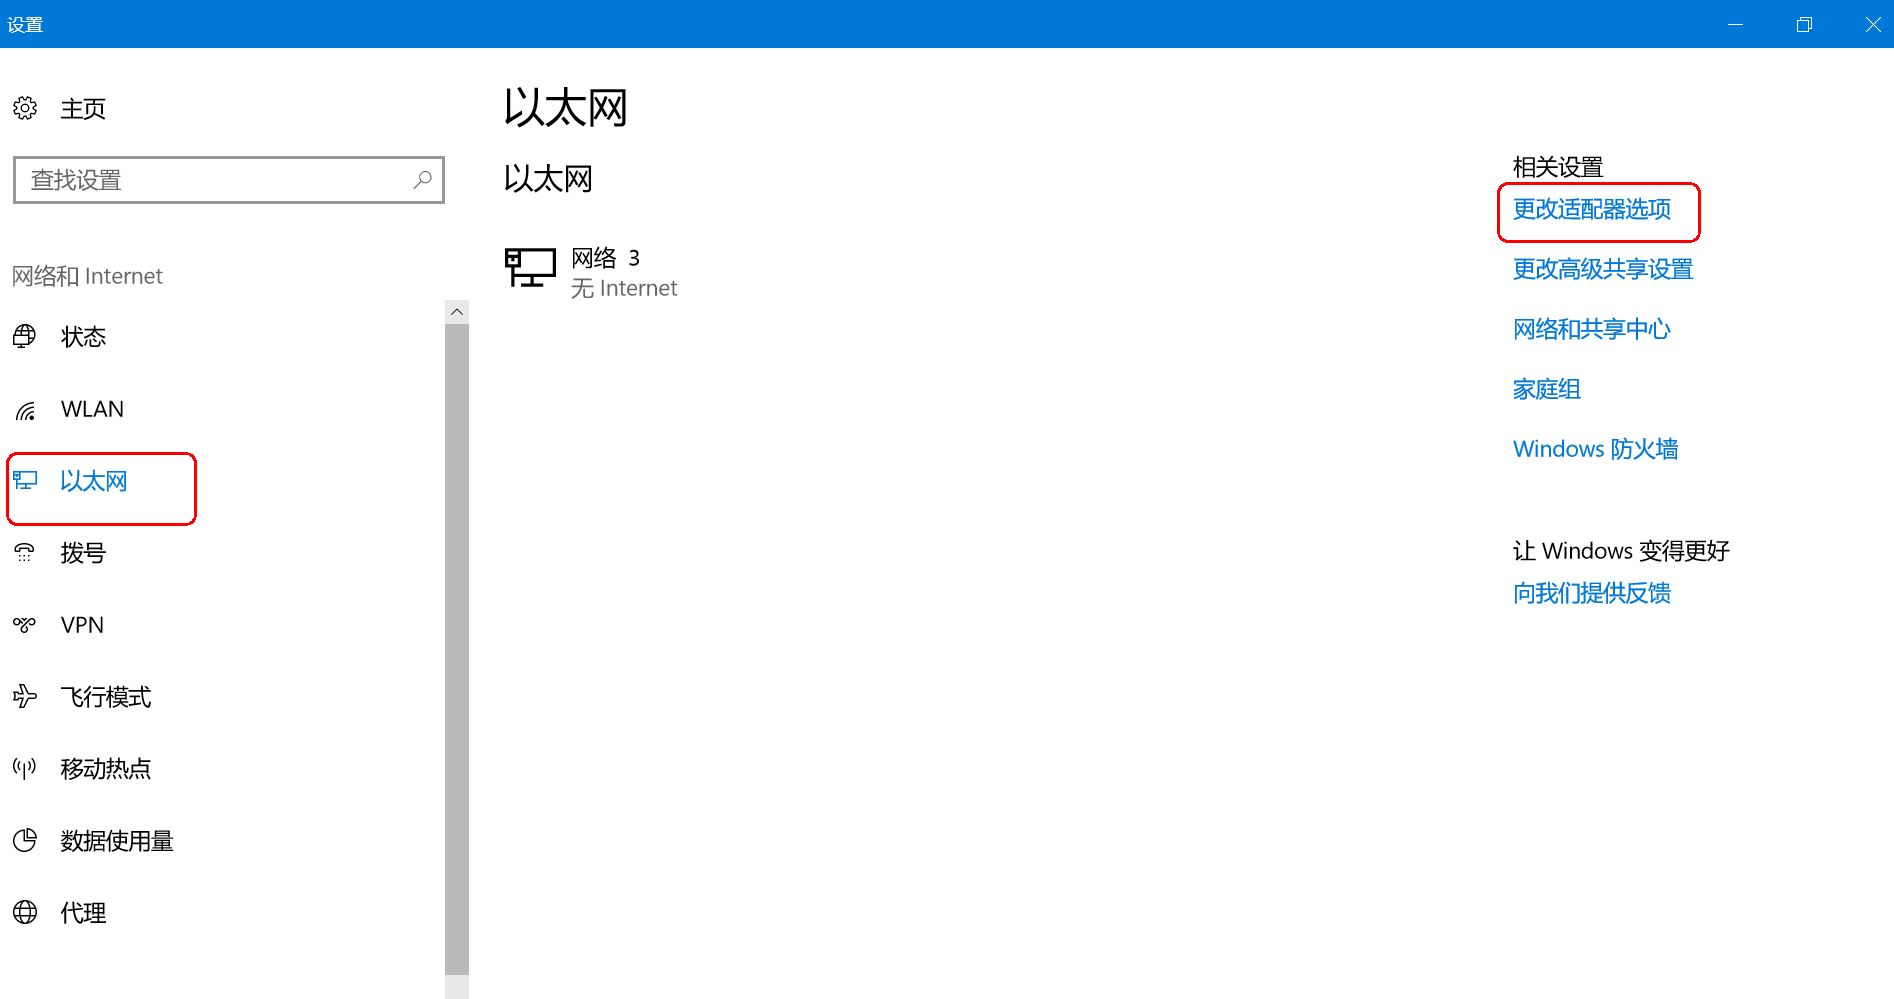 设置
主页
查找设置
网络和 Internet
状态
WLAN
以太网
拨号
VPN
飞行模式
移动热点
数据使用量
代理
以太网
以太网
网络 3
无 Internet
相关设置
更改适配器选项
更改高级共享设置
网络和共享中心
家庭组
Windows 防火墙
让 Windows 变得更好
向我们提供反馈